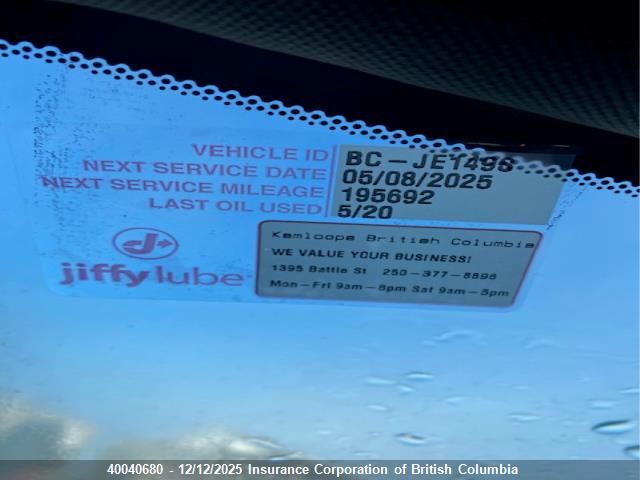 VEHICLE ID BC-JE1496
NEXT SERVICE DATE 05/08/2025
NEXT SERVICE MILEAGE 195692
LAST OIL USED 5/20
jiffy lube
Kamloops British Columbia
WE VALUE YOUR BUSINESS!
1395 Battle St 250-377-8898
Mon-Fri 9am-6pm Sat 9am-5pm
40040680 - 12/12/2025 Insurance Corporation of British Columbia